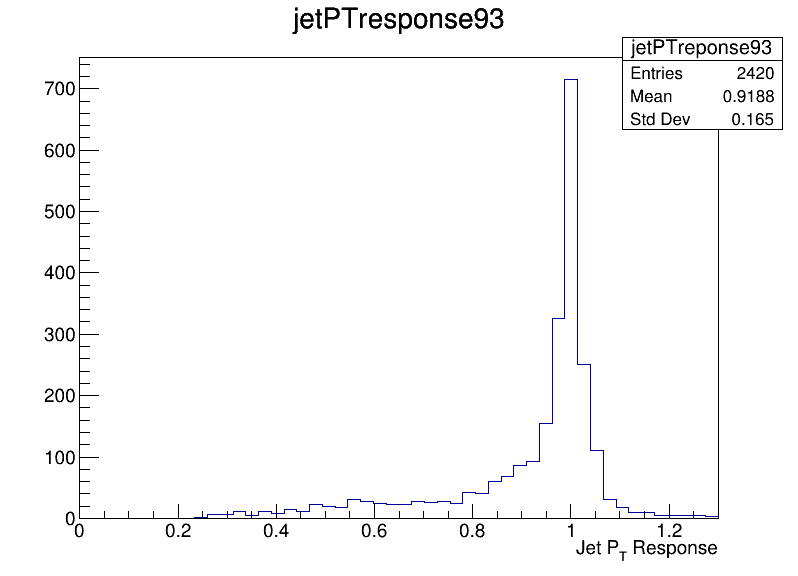 jetPTresponse93
jetPTreponse93
Entries 2420
Mean 0.9188
Std Dev 0.165
700
600
500
400
300
200
100
0
0 0.2 0.4 0.6 0.8 1 1.2
Jet PT Response